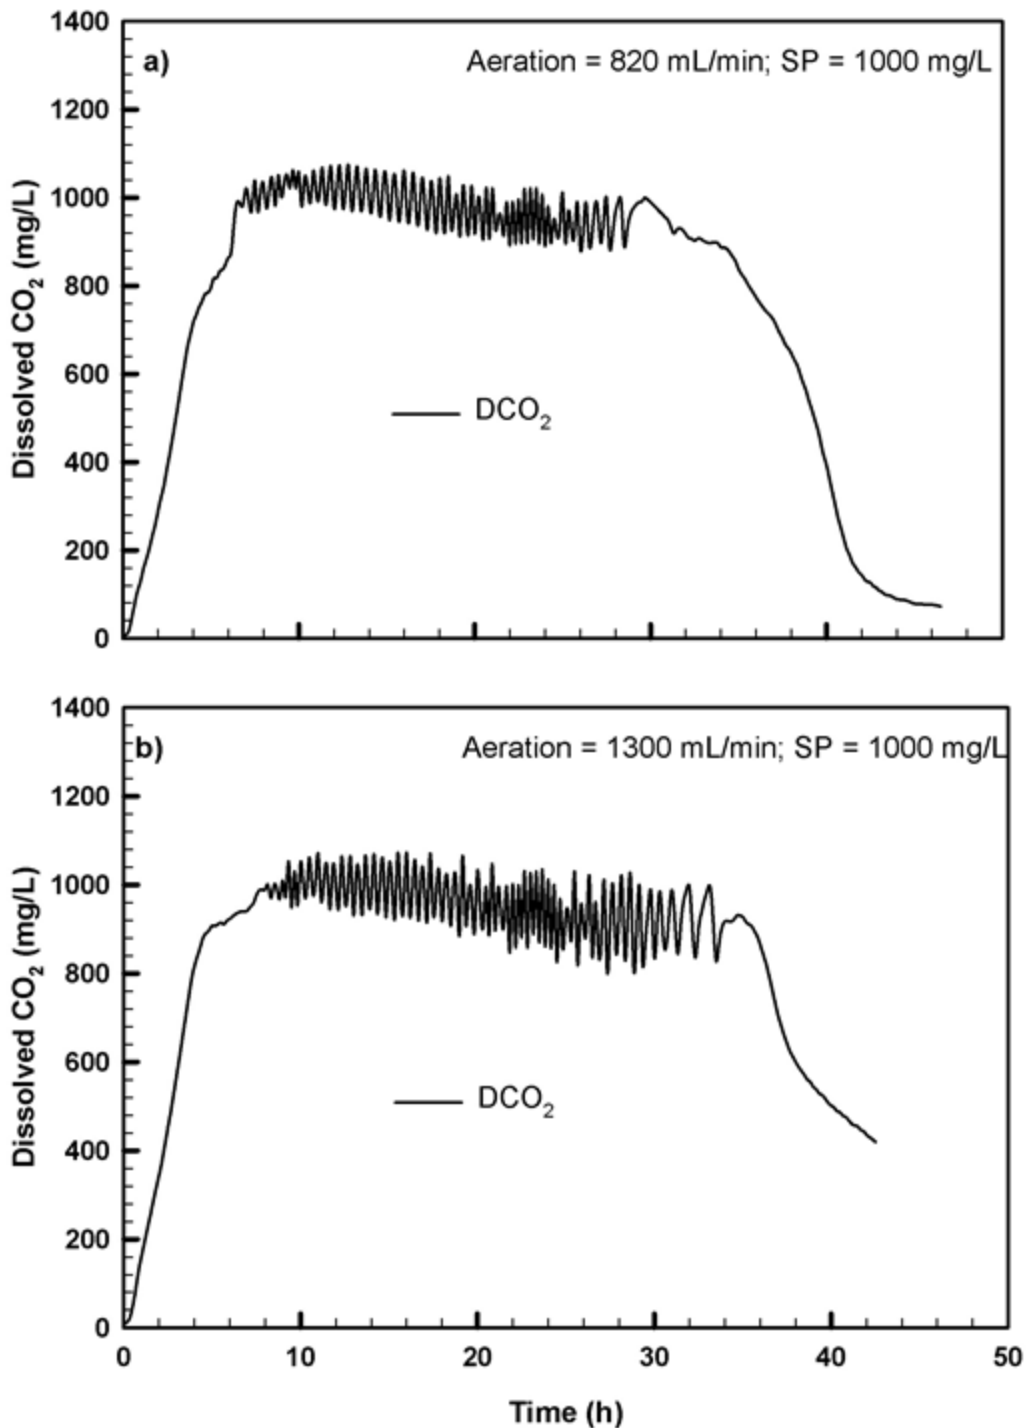 1400
a)
Aeration = 820 mL/min; SP = 1000 mg/L
1200
1000
800
600
400
200
0
Dissolved CO₂ (mg/L)
DCO₂
1400
b)
Aeration = 1300 mL/min; SP = 1000 mg/L
1200
1000
800
600
400
200
0
Dissolved CO₂ (mg/L)
DCO₂
0 10 20 30 40 50
Time (h)